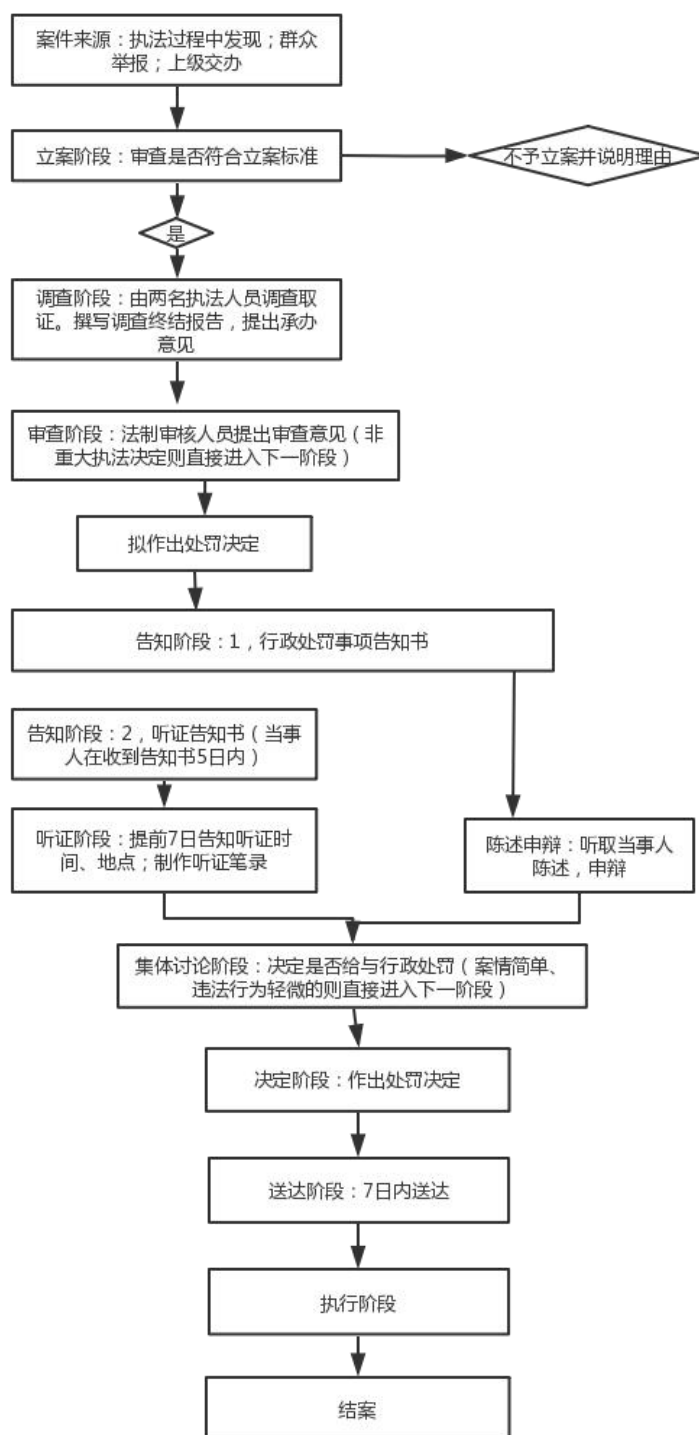 案件来源：执法过程中发现；群众
举报；上级交办
立案阶段：审查是否符合立案标准
不予立案并说明理由
是
调查阶段：由两名执法人员调查取
证。撰写调查终结报告，提出承办
意见
审查阶段：法制审核人员提出审查意见（非
重大执法决定则直接进入下一阶段）
拟作出处罚决定
告知阶段：1，行政处罚事项告知书
告知阶段：2，听证告知书（当事
人在收到告知书5日内）
听证阶段：提前7日告知听证时
间、地点；制作听证笔录
陈述申辩：听取当事人
陈述，申辩
集体讨论阶段：决定是否给与行政处罚（案情简单、
违法行为轻微的则直接进入下一阶段）
决定阶段：作出处罚决定
送达阶段：7日内送达
执行阶段
结案